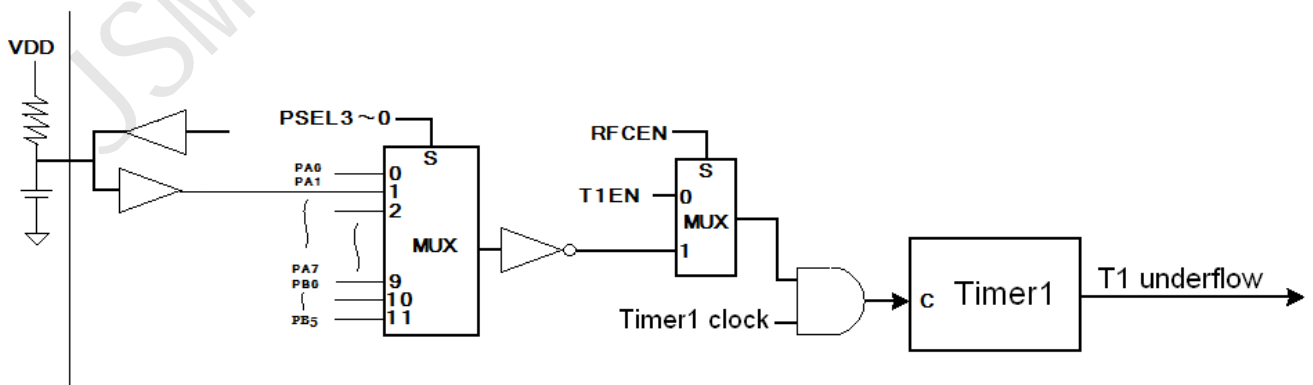 JSM
VDD
PSEL3~0
S
PA0
PA1
0
1
2
MUX
PA7
PB0
PB5
9
10
11
RFCEN
S
T1EN
0
MUX
1
Timer1 clock
C
Timer1
T1 underflow